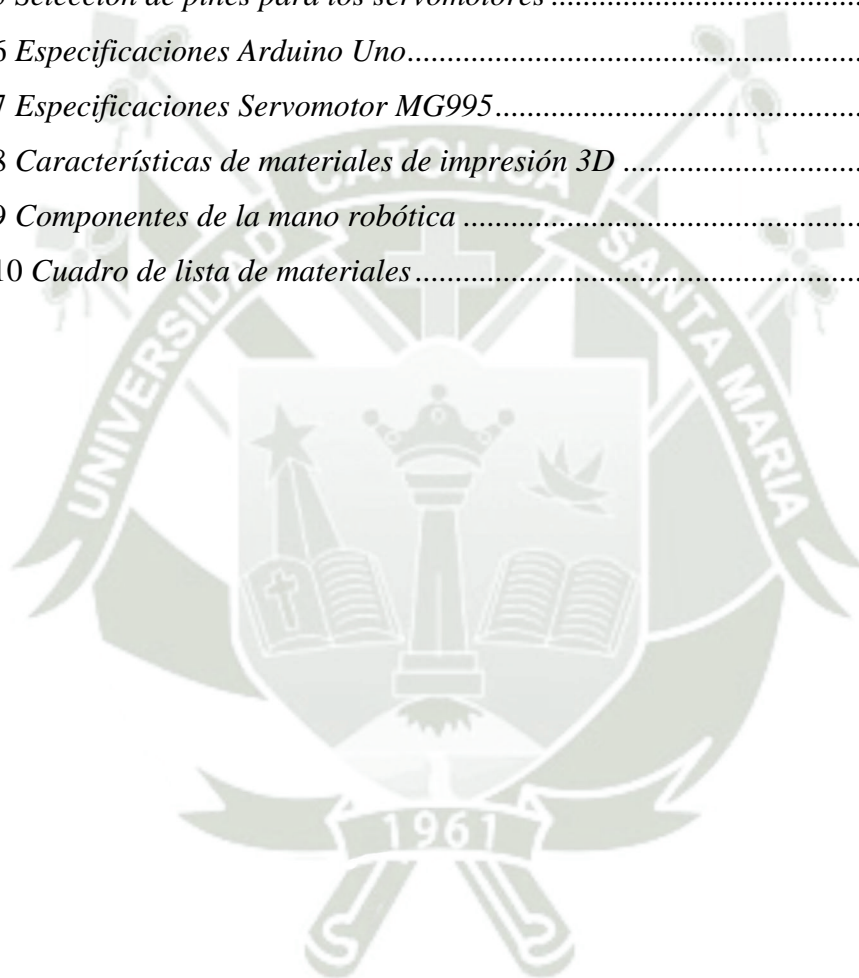 Selección de pines para los servomotores
6 Especificaciones Arduino Uno
7 Especificaciones Servomotor MG995
8 Características de materiales de impresión 3D
9 Componentes de la mano robótica
10 Cuadro de lista de materiales
UNIVERSIDAD CATOLICA SANTA MARIA
1961